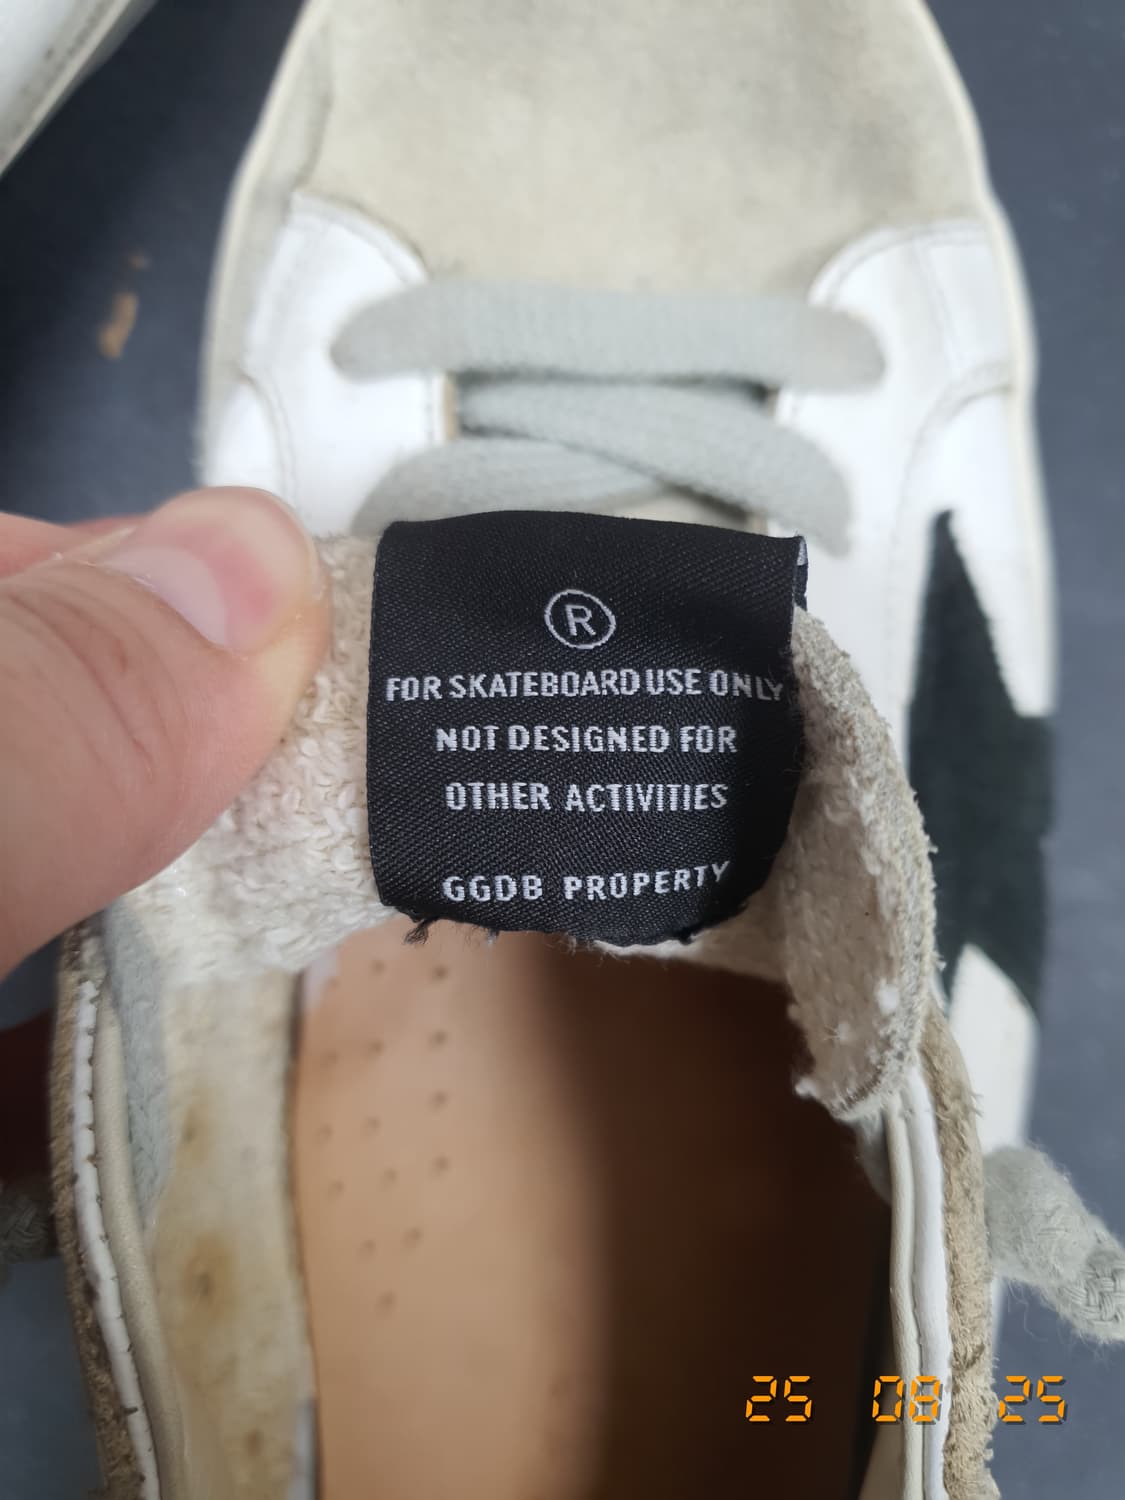 ®
FOR SKATEBOARD USE ONLY
NOT DESIGNED FOR
OTHER ACTIVITIES
GGDB PROPERTY
25 08 25